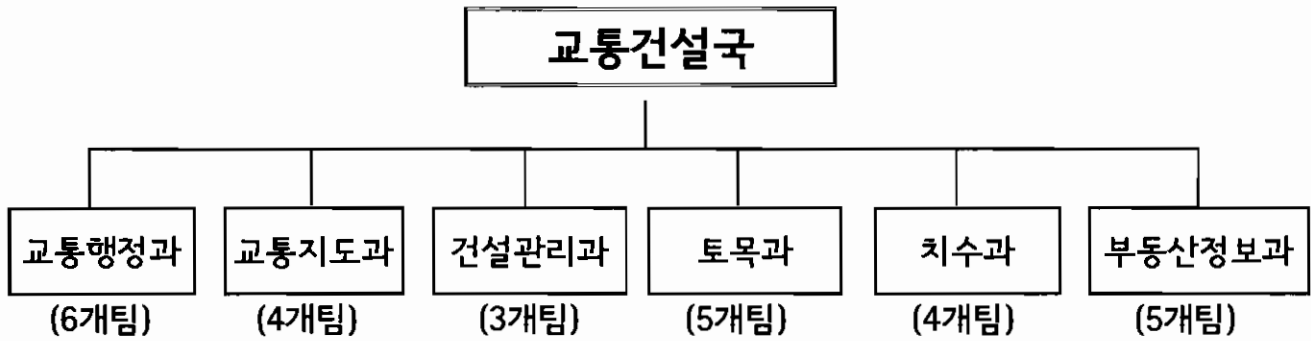 교통건설국
교통행정과 교통지도과 건설관리과 토목과 치수과 부동산정보과
(6개팀) (4개팀) (3개팀) (5개팀) (4개팀) (5개팀)